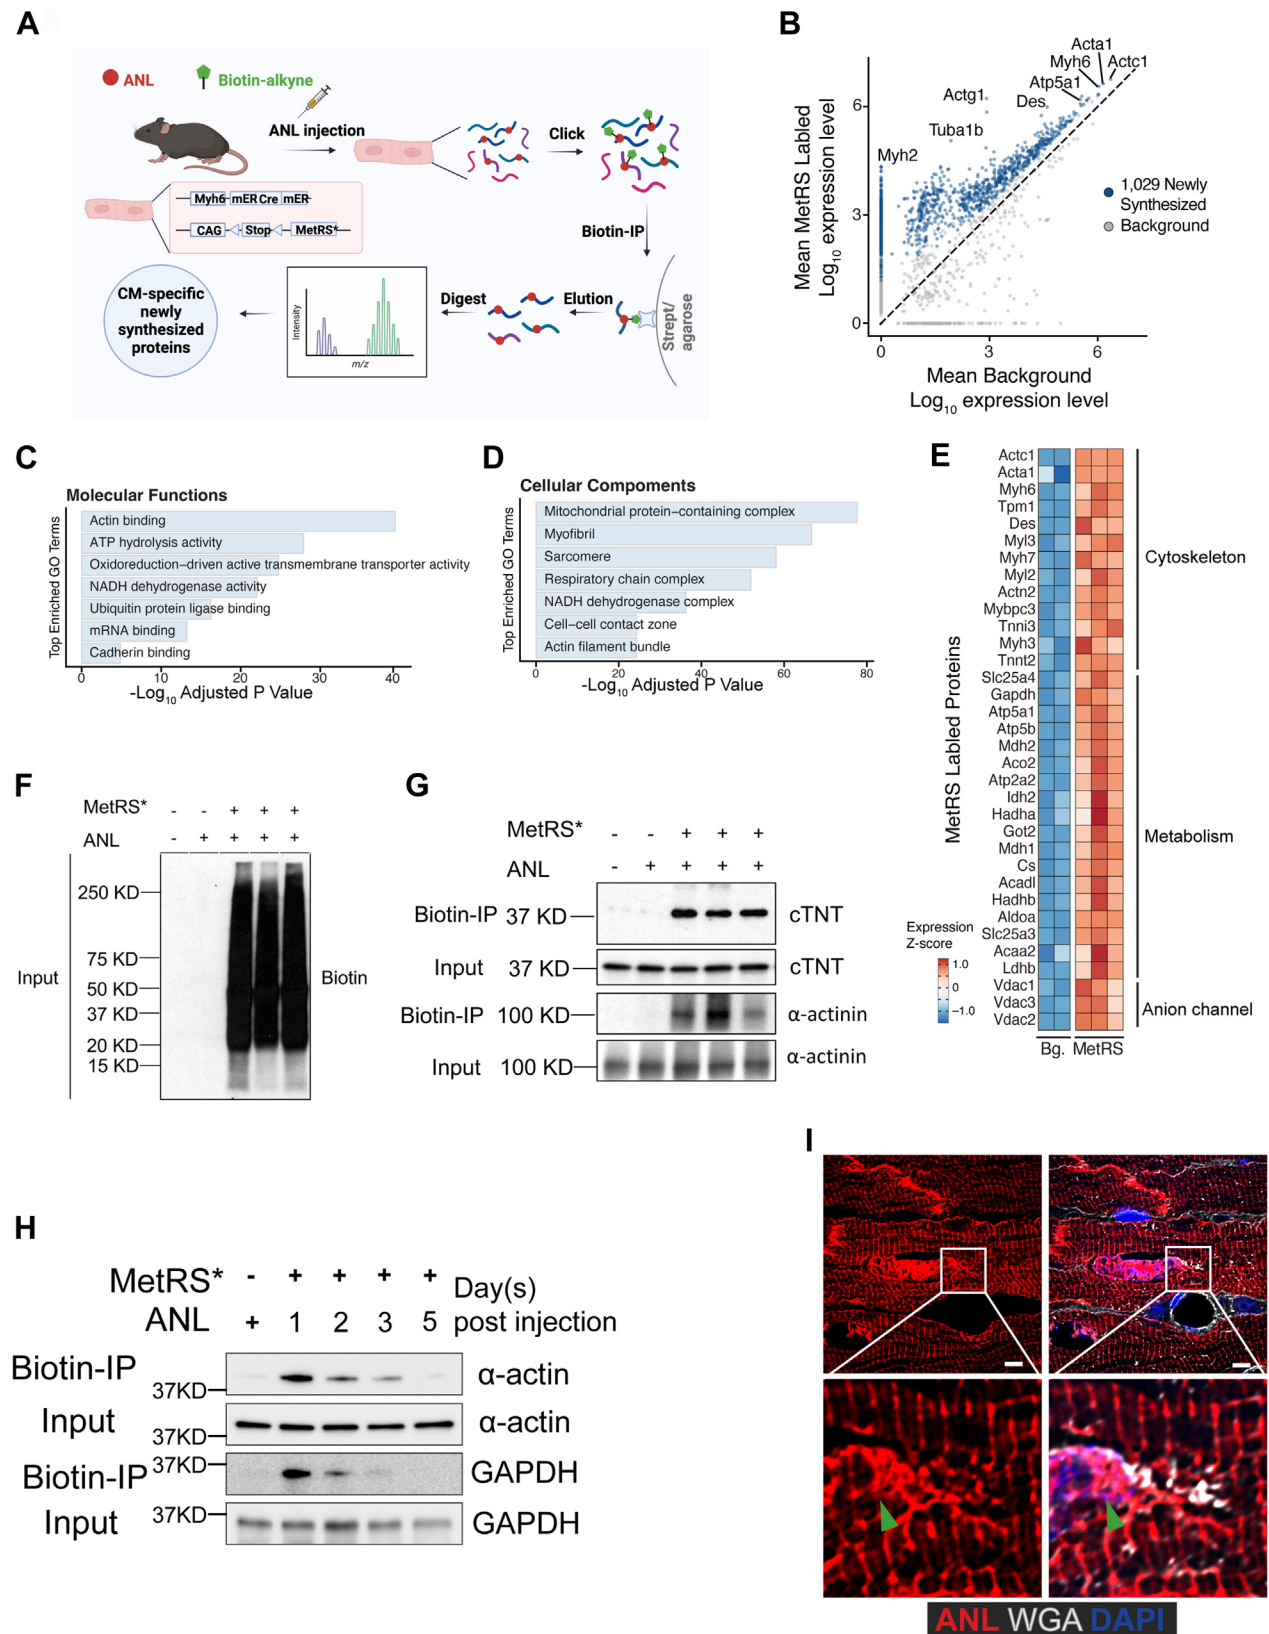 A
ANL
Biotin-alkyne
ANL injection
Click
Myh6
mER
Cre
mER
CAG
Stop
MetRS*
Biotin-IP
CM-specific
newly
synthesized
proteins
Intensity
m/z
Digest
Elution
Strept/
agarose
B
Mean MetRS Labled
Log10 expression level
6
3
0
0
3
6
Mean Background
Log10 expression level
Acta1
Myh6
Actc1
Atp5a1
Actg1
Des
Tuba1b
Myh2
1,029 Newly
Synthesized
Background
C
Molecular Functions
Top Enriched GO Terms
Actin binding
ATP hydrolysis activity
Oxidoreduction−driven active transmembrane transporter activity
NADH dehydrogenase activity
Ubiquitin protein ligase binding
mRNA binding
Cadherin binding
0 10 20 30 40
-Log10 Adjusted P Value
D
Cellular Compoments
Top Enriched GO Terms
Mitochondrial protein−containing complex
Myofibril
Sarcomere
Respiratory chain complex
NADH dehydrogenase complex
Cell−cell contact zone
Actin filament bundle
0 20 40 60 80
-Log10 Adjusted P Value
E
MetRS Labled Proteins
Actc1
Acta1
Myh6
Tpm1
Des
Myl3
Myh7
Myl2
Actn2
Mybpc3
Tnni3
Myh3
Tnnt2
Slc25a4
Gapdh
Atp5a1
Atp5b
Mdh2
Aco2
Atp2a2
Idh2
Hadha
Got2
Mdh1
Cs
Acadl
Hadhb
Aldoa
Slc25a3
Acaa2
Ldhb
Vdac1
Vdac3
Vdac2
Cytoskeleton
Metabolism
Anion channel
Expression
Z-score
1.0
0
−1.0
Bg. MetRS
F
MetRS* - - + + +
ANL - + + + +
250 KD
75 KD
50 KD
37 KD
20 KD
15 KD
Input
Biotin
G
MetRS* - - + + +
ANL - + + + +
Biotin-IP 37 KD cTNT
Input 37 KD cTNT
Biotin-IP 100 KD α-actinin
Input 100 KD α-actinin
H
MetRS* - + + + +
ANL + 1 2 3 5
Day(s)
post injection
Biotin-IP 37KD α-actin
Input 37KD α-actin
Biotin-IP 37KD GAPDH
Input 37KD GAPDH
I
ANL WGA DAPI